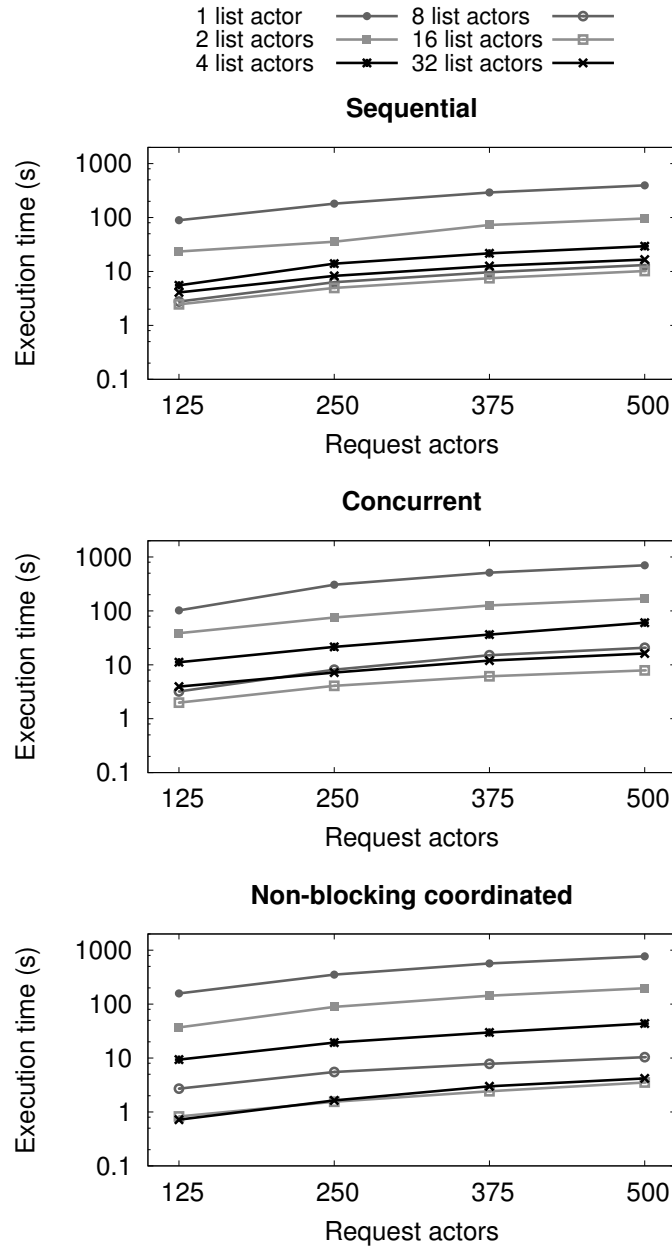 1 list actor 8 list actors
2 list actors 16 list actors
4 list actors 32 list actors
Sequential
Execution time (s)
1000
100
10
1
0.1
125 250 375 500
Request actors
Concurrent
Execution time (s)
1000
100
10
1
0.1
125 250 375 500
Request actors
Non-blocking coordinated
Execution time (s)
1000
100
10
1
0.1
125 250 375 500
Request actors